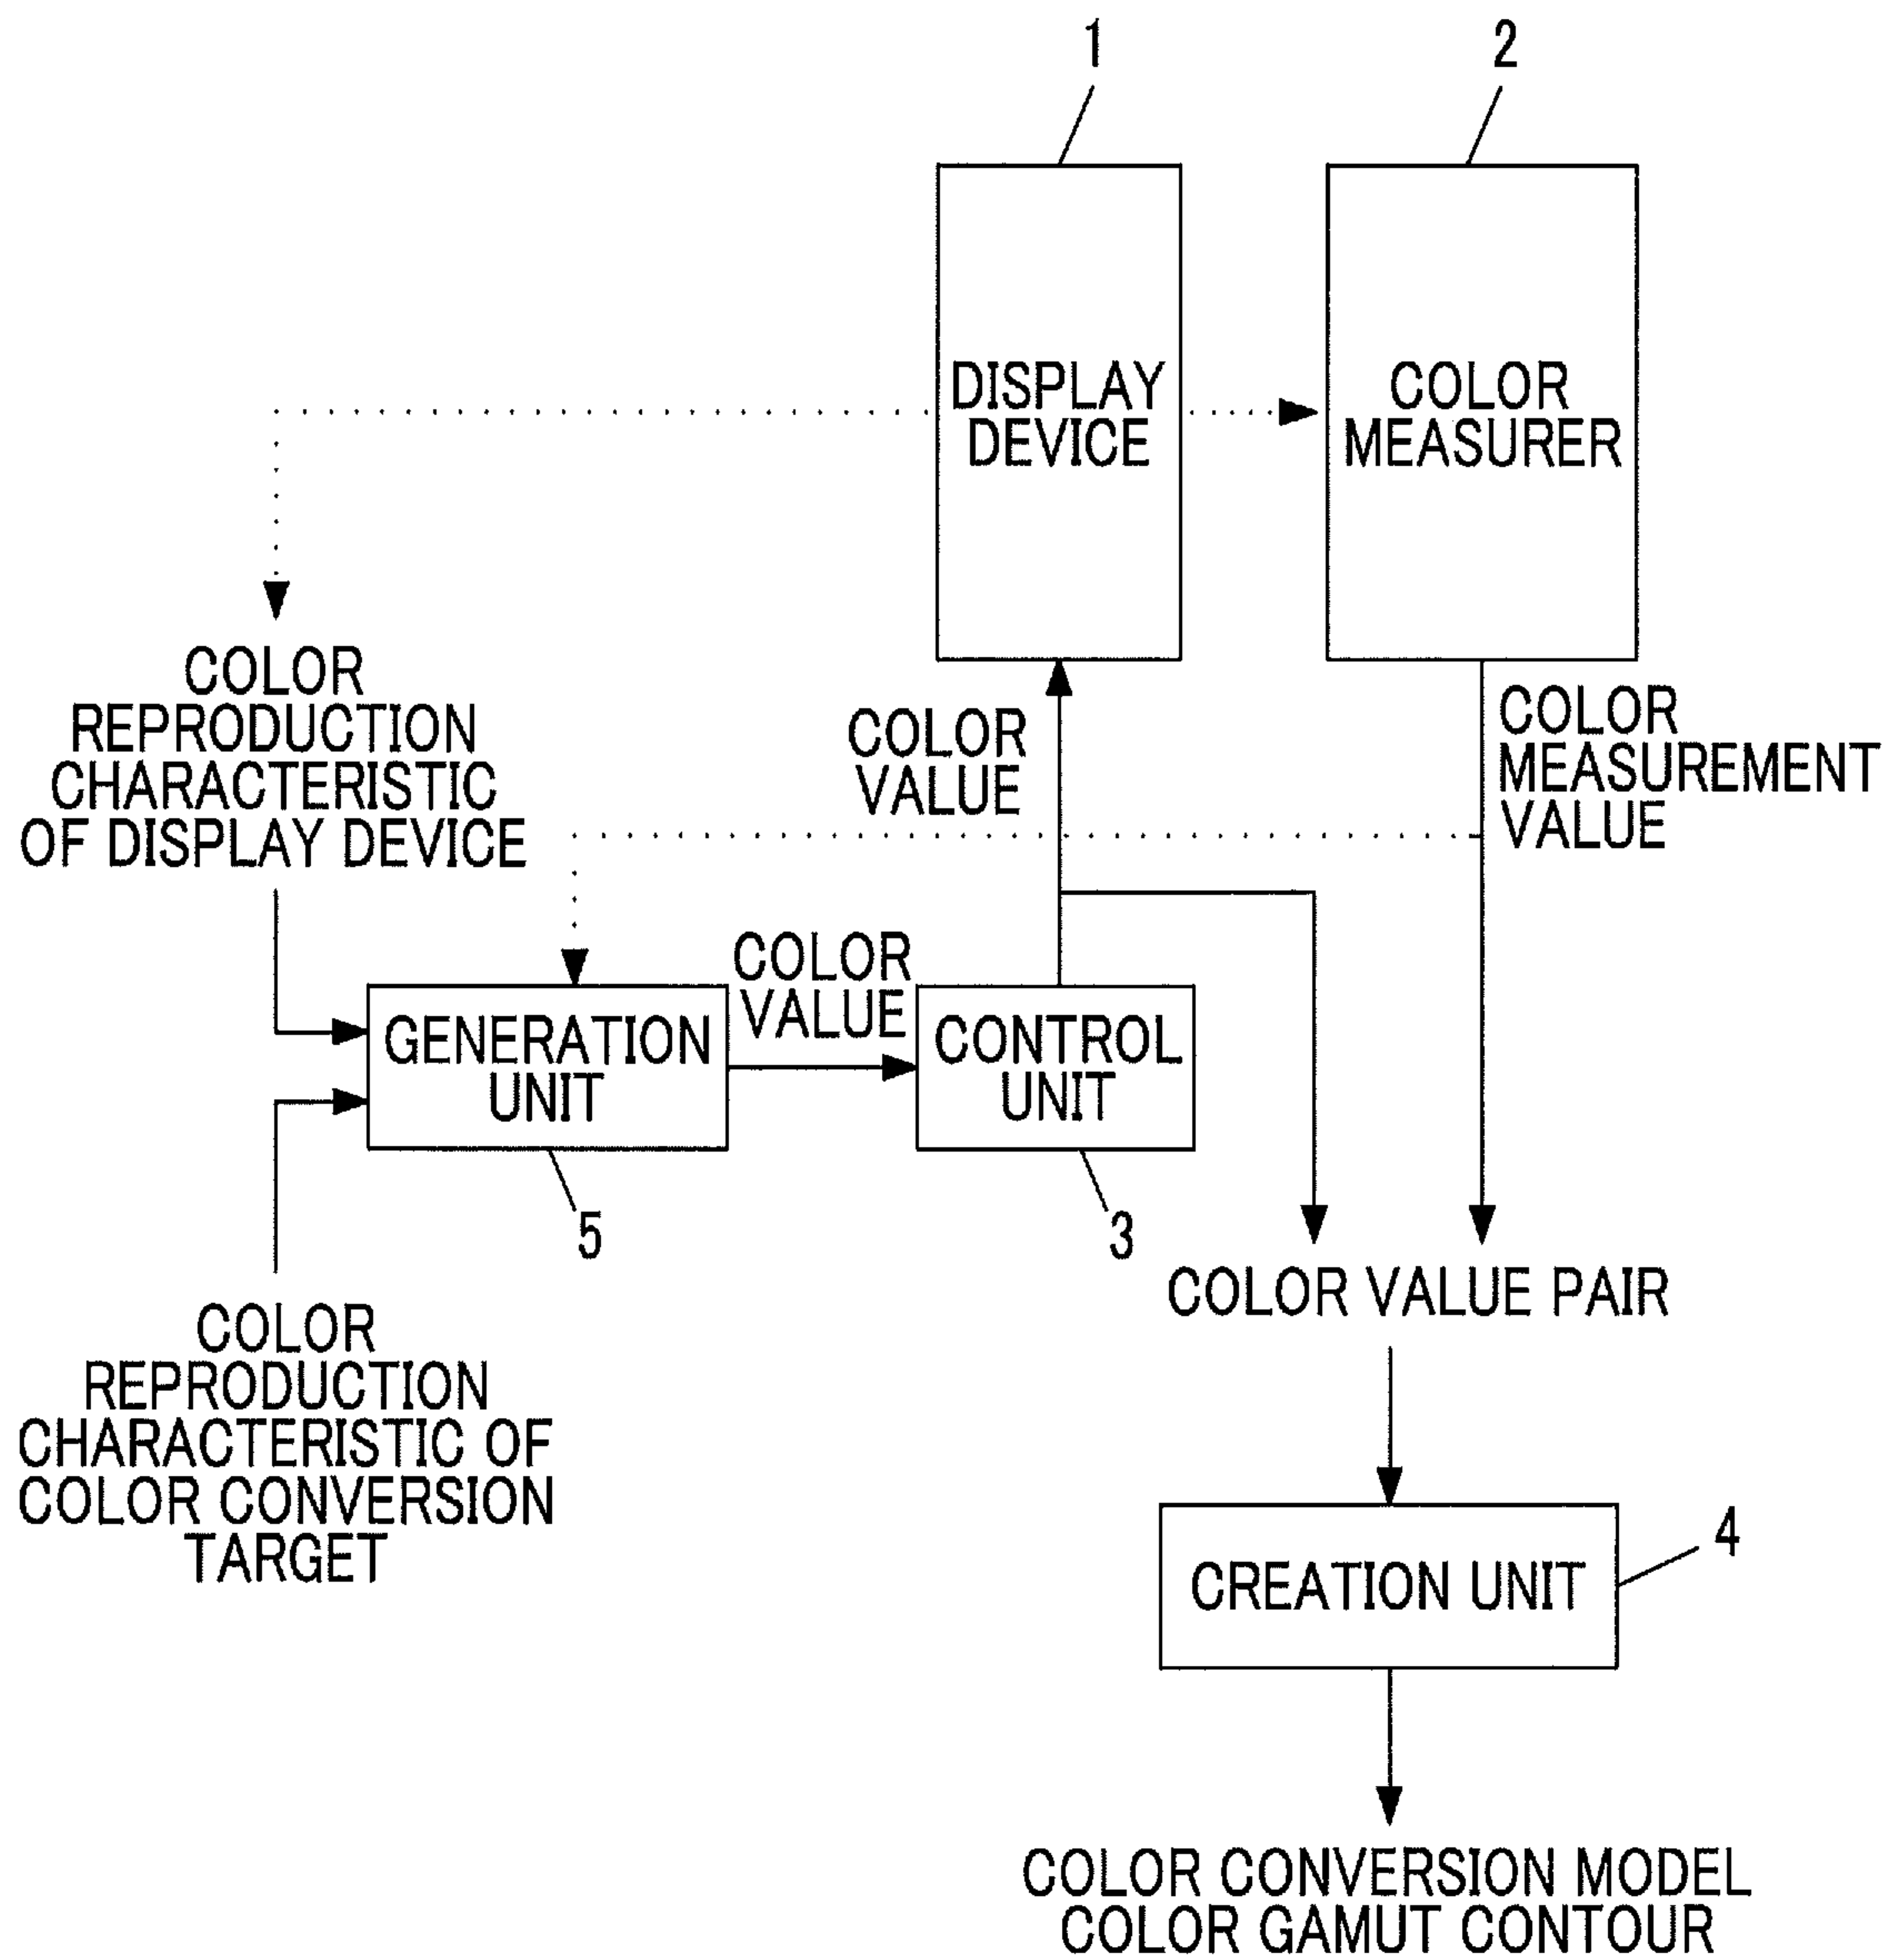 1
2
DISPLAY
DEVICE
COLOR
MEASURER
COLOR
REPRODUCTION
CHARACTERISTIC
OF DISPLAY DEVICE
COLOR
VALUE
COLOR
MEASUREMENT
VALUE
COLOR
VALUE
GENERATION
UNIT
CONTROL
UNIT
5
3
COLOR VALUE PAIR
COLOR
REPRODUCTION
CHARACTERISTIC OF
COLOR CONVERSION
TARGET
CREATION UNIT
4
COLOR CONVERSION MODEL
COLOR GAMUT CONTOUR